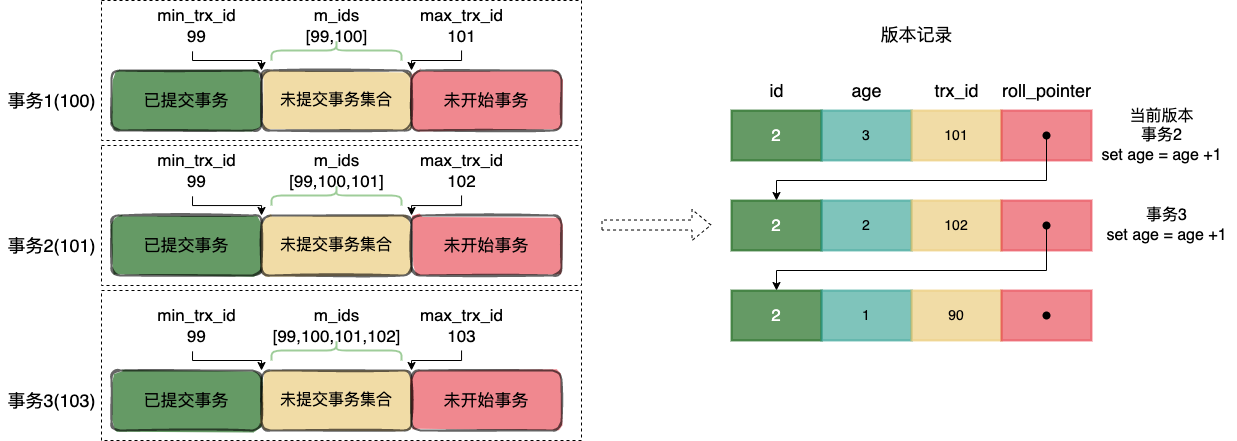 min_trx_id m_ids max_trx_id
99 [99,100] 101
事务1(100) 已提交事务 未提交事务集合 未开始事务
min_trx_id m_ids max_trx_id
99 [99,100,101] 102
事务2(101) 已提交事务 未提交事务集合 未开始事务
min_trx_id m_ids max_trx_id
99 [99,100,101,102] 103
事务3(103) 已提交事务 未提交事务集合 未开始事务
版本记录
id age trx_id roll_pointer
2 3 101
当前版本
事务2
set age = age +1
2 2 102
事务3
set age = age +1
2 1 90